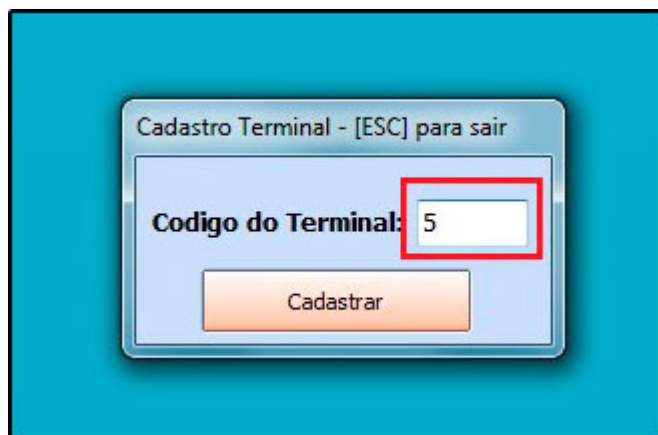 Cadastro Terminal - [ESC] para sair
Codigo do Terminal: 5
Cadastrar